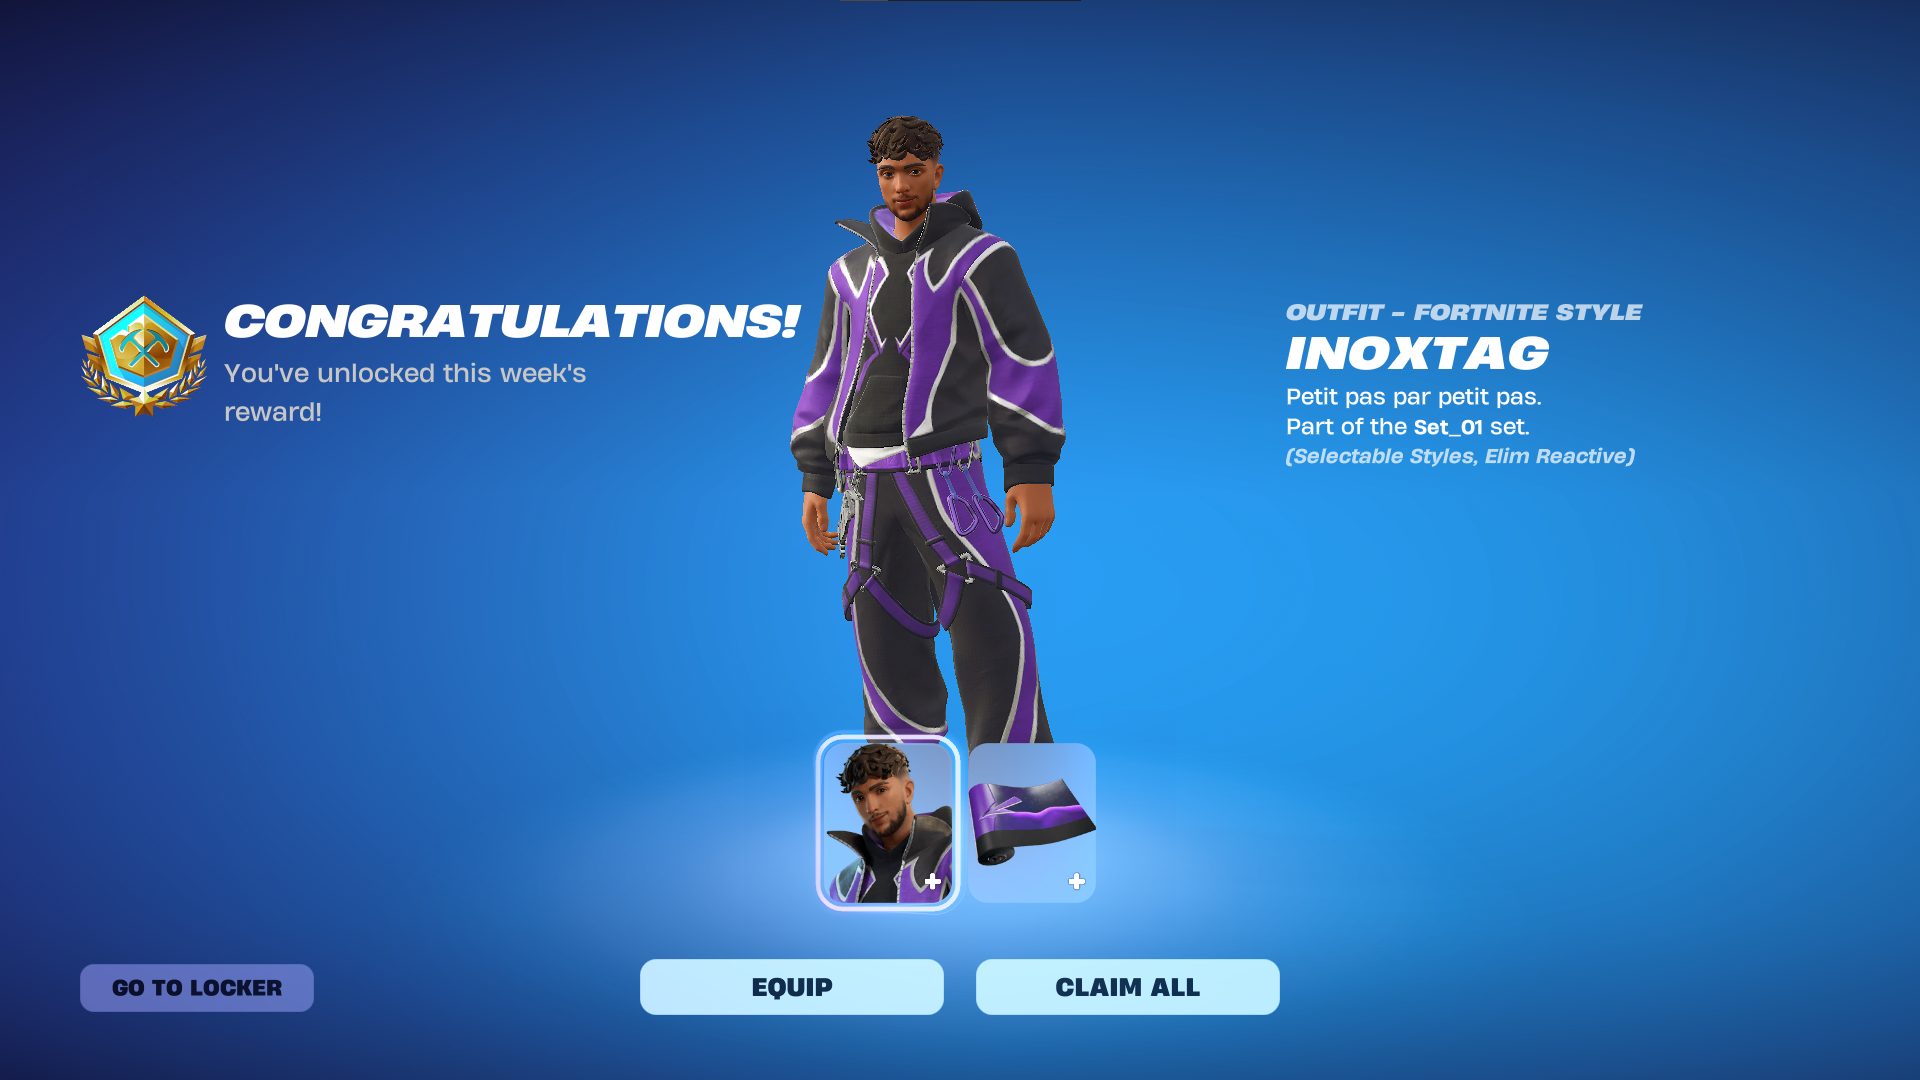 CONGRATULATIONS!
You've unlocked this week's
reward!
OUTFIT - FORTNITE STYLE
INOXTAG
Petit pas par petit pas.
Part of the Set_01 set.
(Selectable Styles, Elim Reactive)
GO TO LOCKER
EQUIP
CLAIM ALL